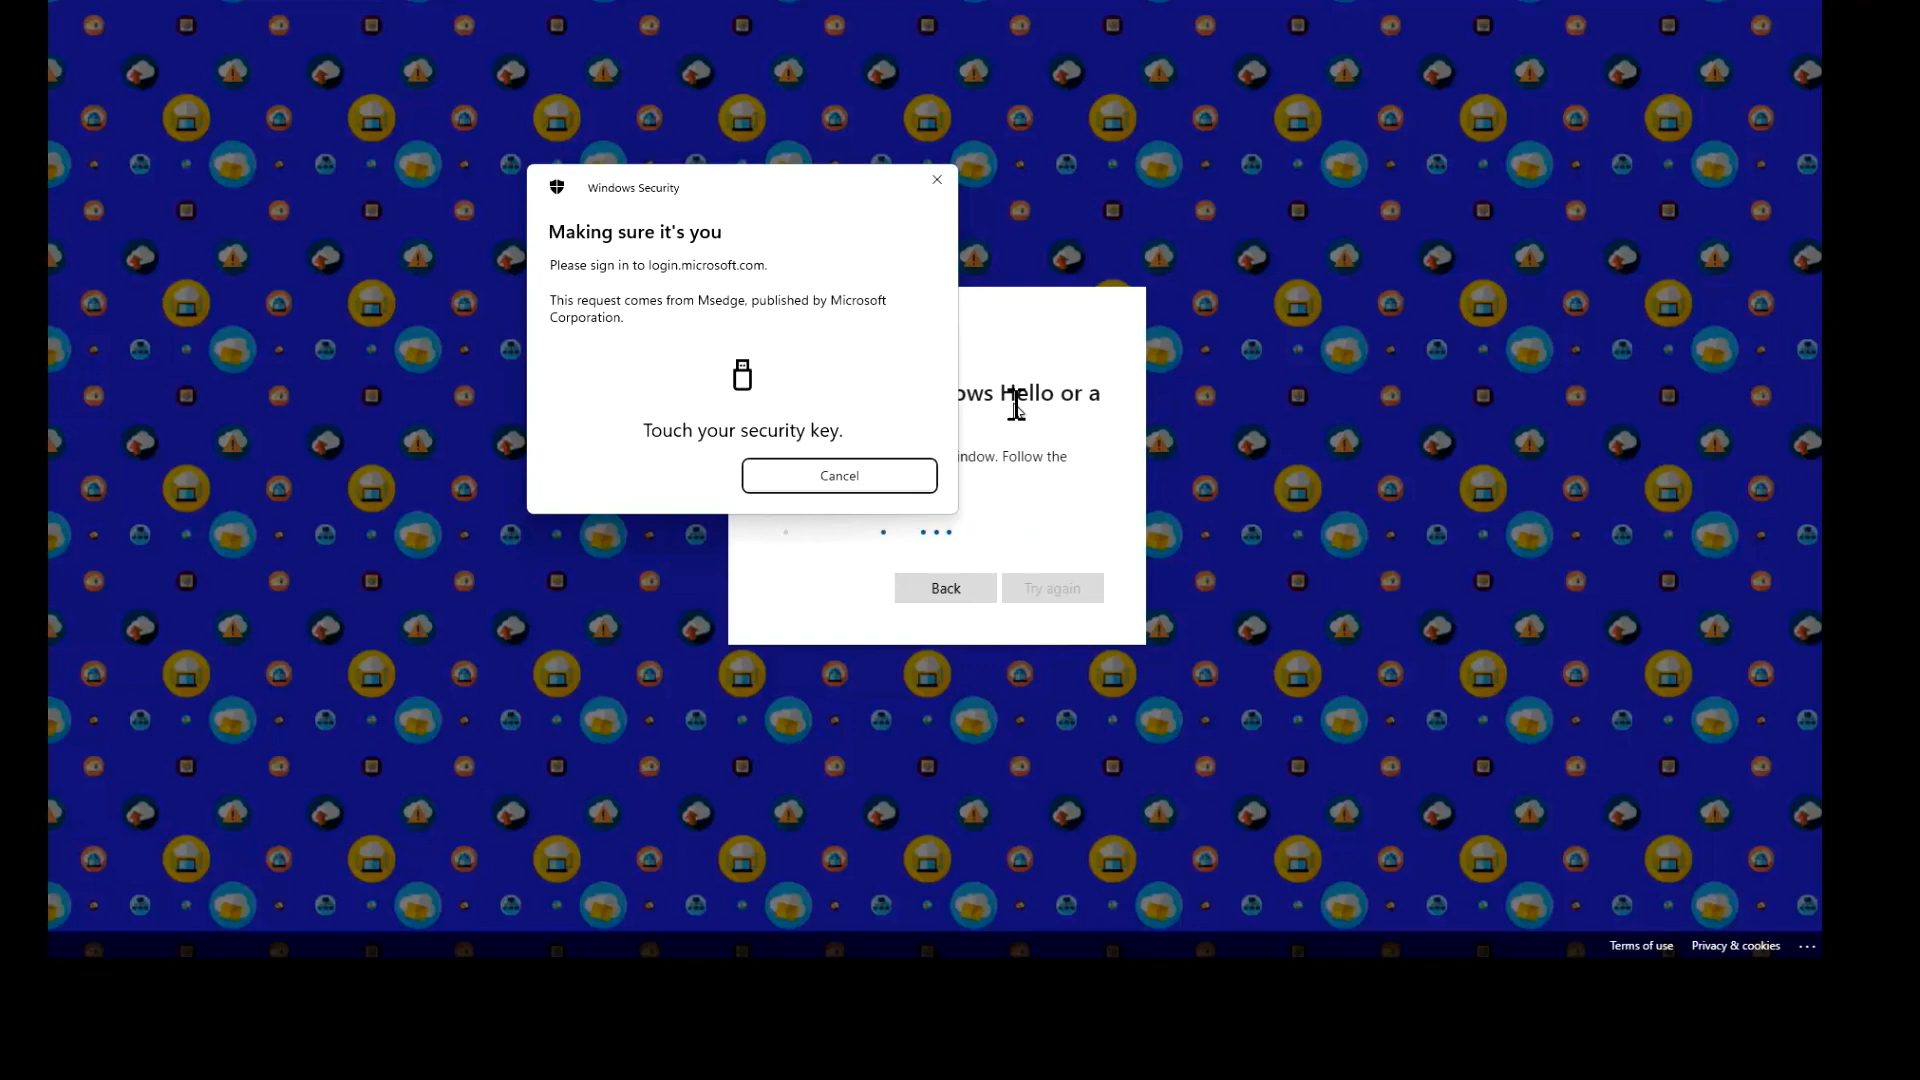 Windows Security
Making sure it's you
Please sign in to login.microsoft.com.
This request comes from Msedge, published by Microsoft
Corporation.
Touch your security key.
Cancel
ows Hello or a
indow. Follow the
Back
Try again
Terms of use
Privacy & cookies